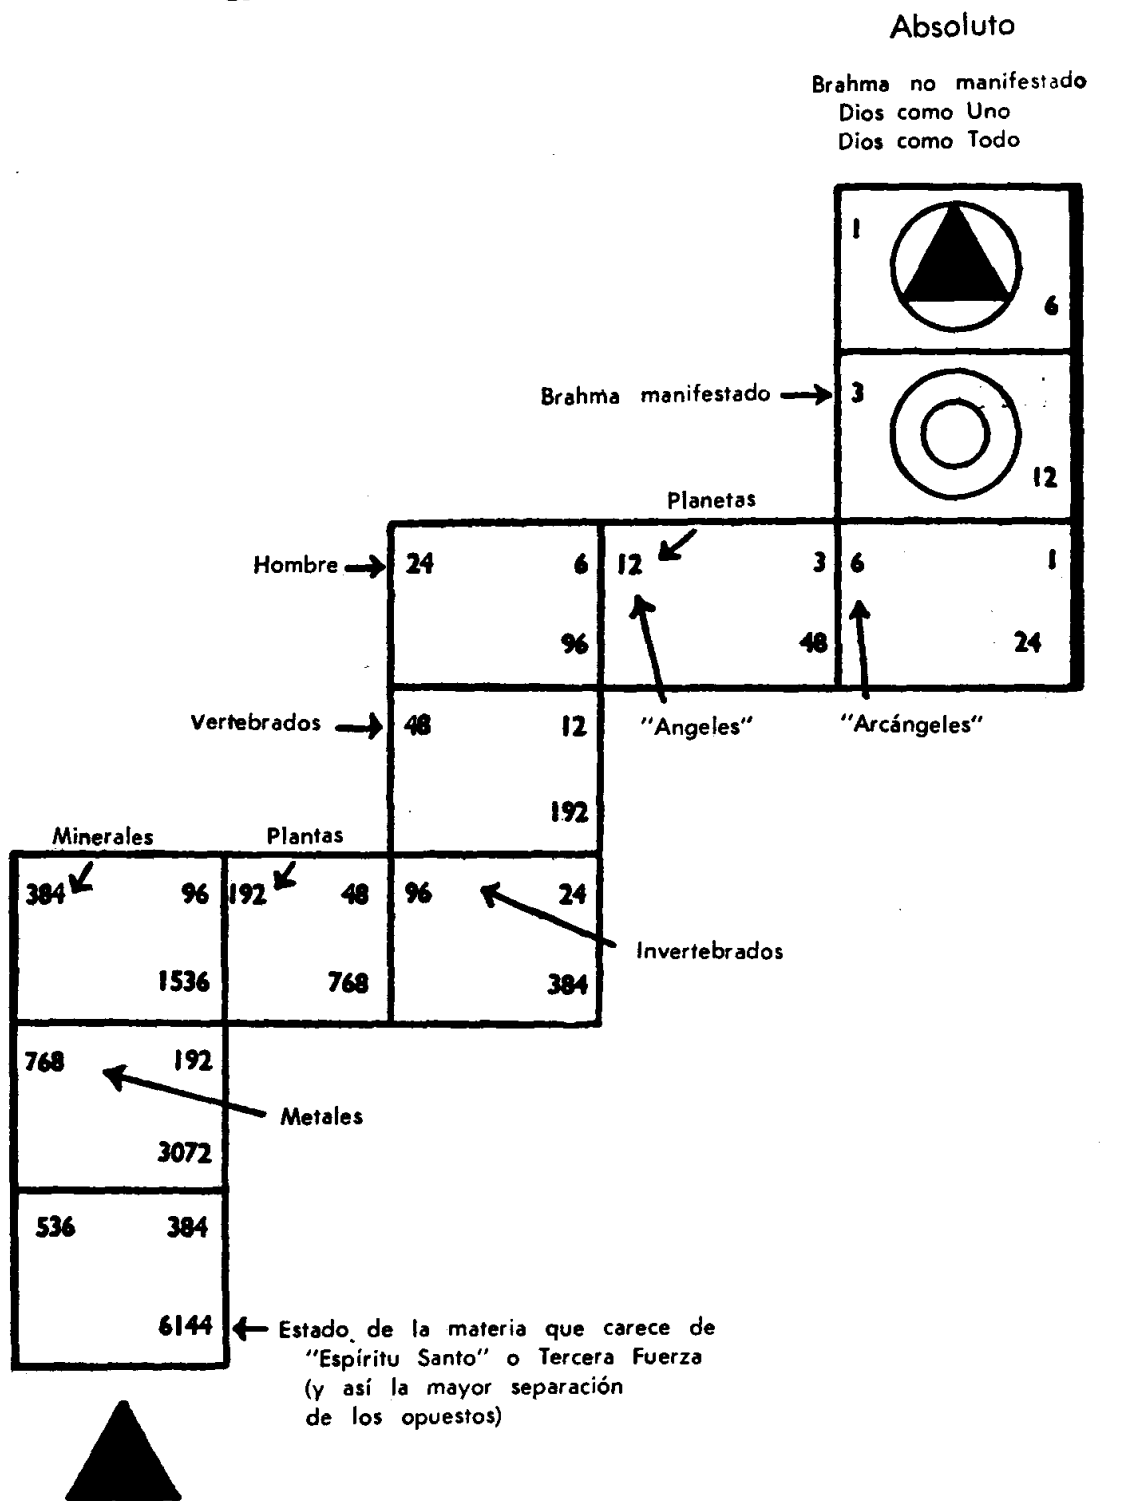 Absoluto
Brahma no manifestado
Dios como Uno
Dios como Todo
1
6
Brahma manifestado
3
12
Planetas
Hombre
24 6 12 3 6 1
96 48 24
Vertebrados
48 12
"Angeles" "Arcángeles"
192
Minerales Plantas
384 96 192 48 96 24
Invertebrados
1536 768 384
768 192
Metales
3072
536 384
6144
Estado de la materia que carece de
"Espíritu Santo" o Tercera Fuerza
(y así la mayor separación
de los opuestos)